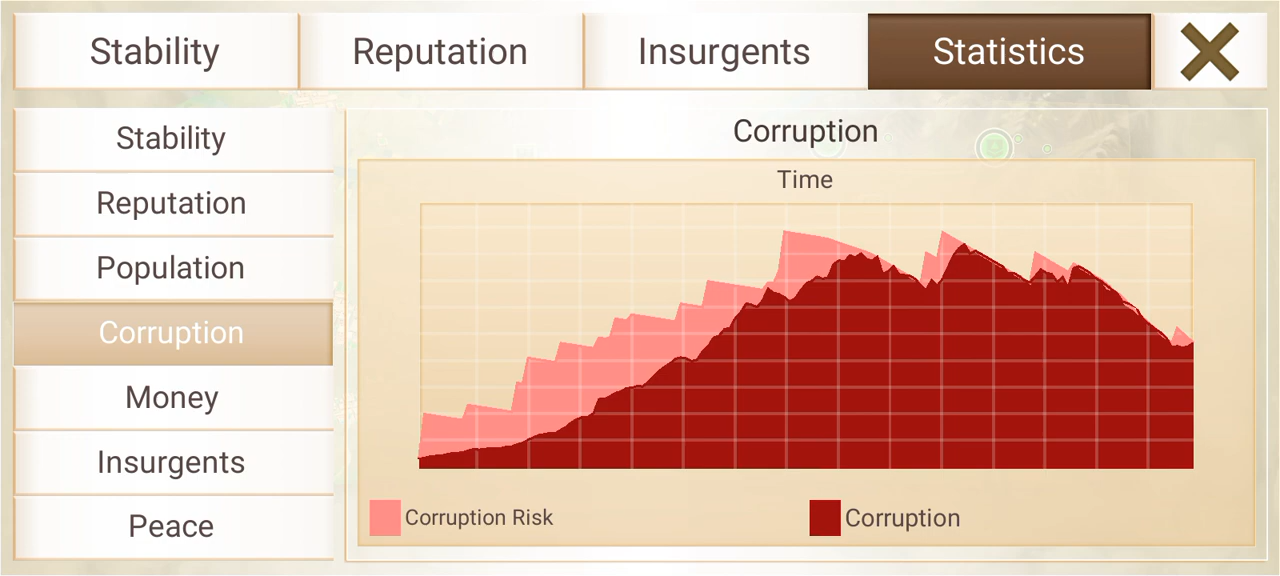 Stability
Reputation
Insurgents
Statistics
Stability
Reputation
Population
Corruption
Money
Insurgents
Peace
Corruption
Time
Corruption Risk
Corruption